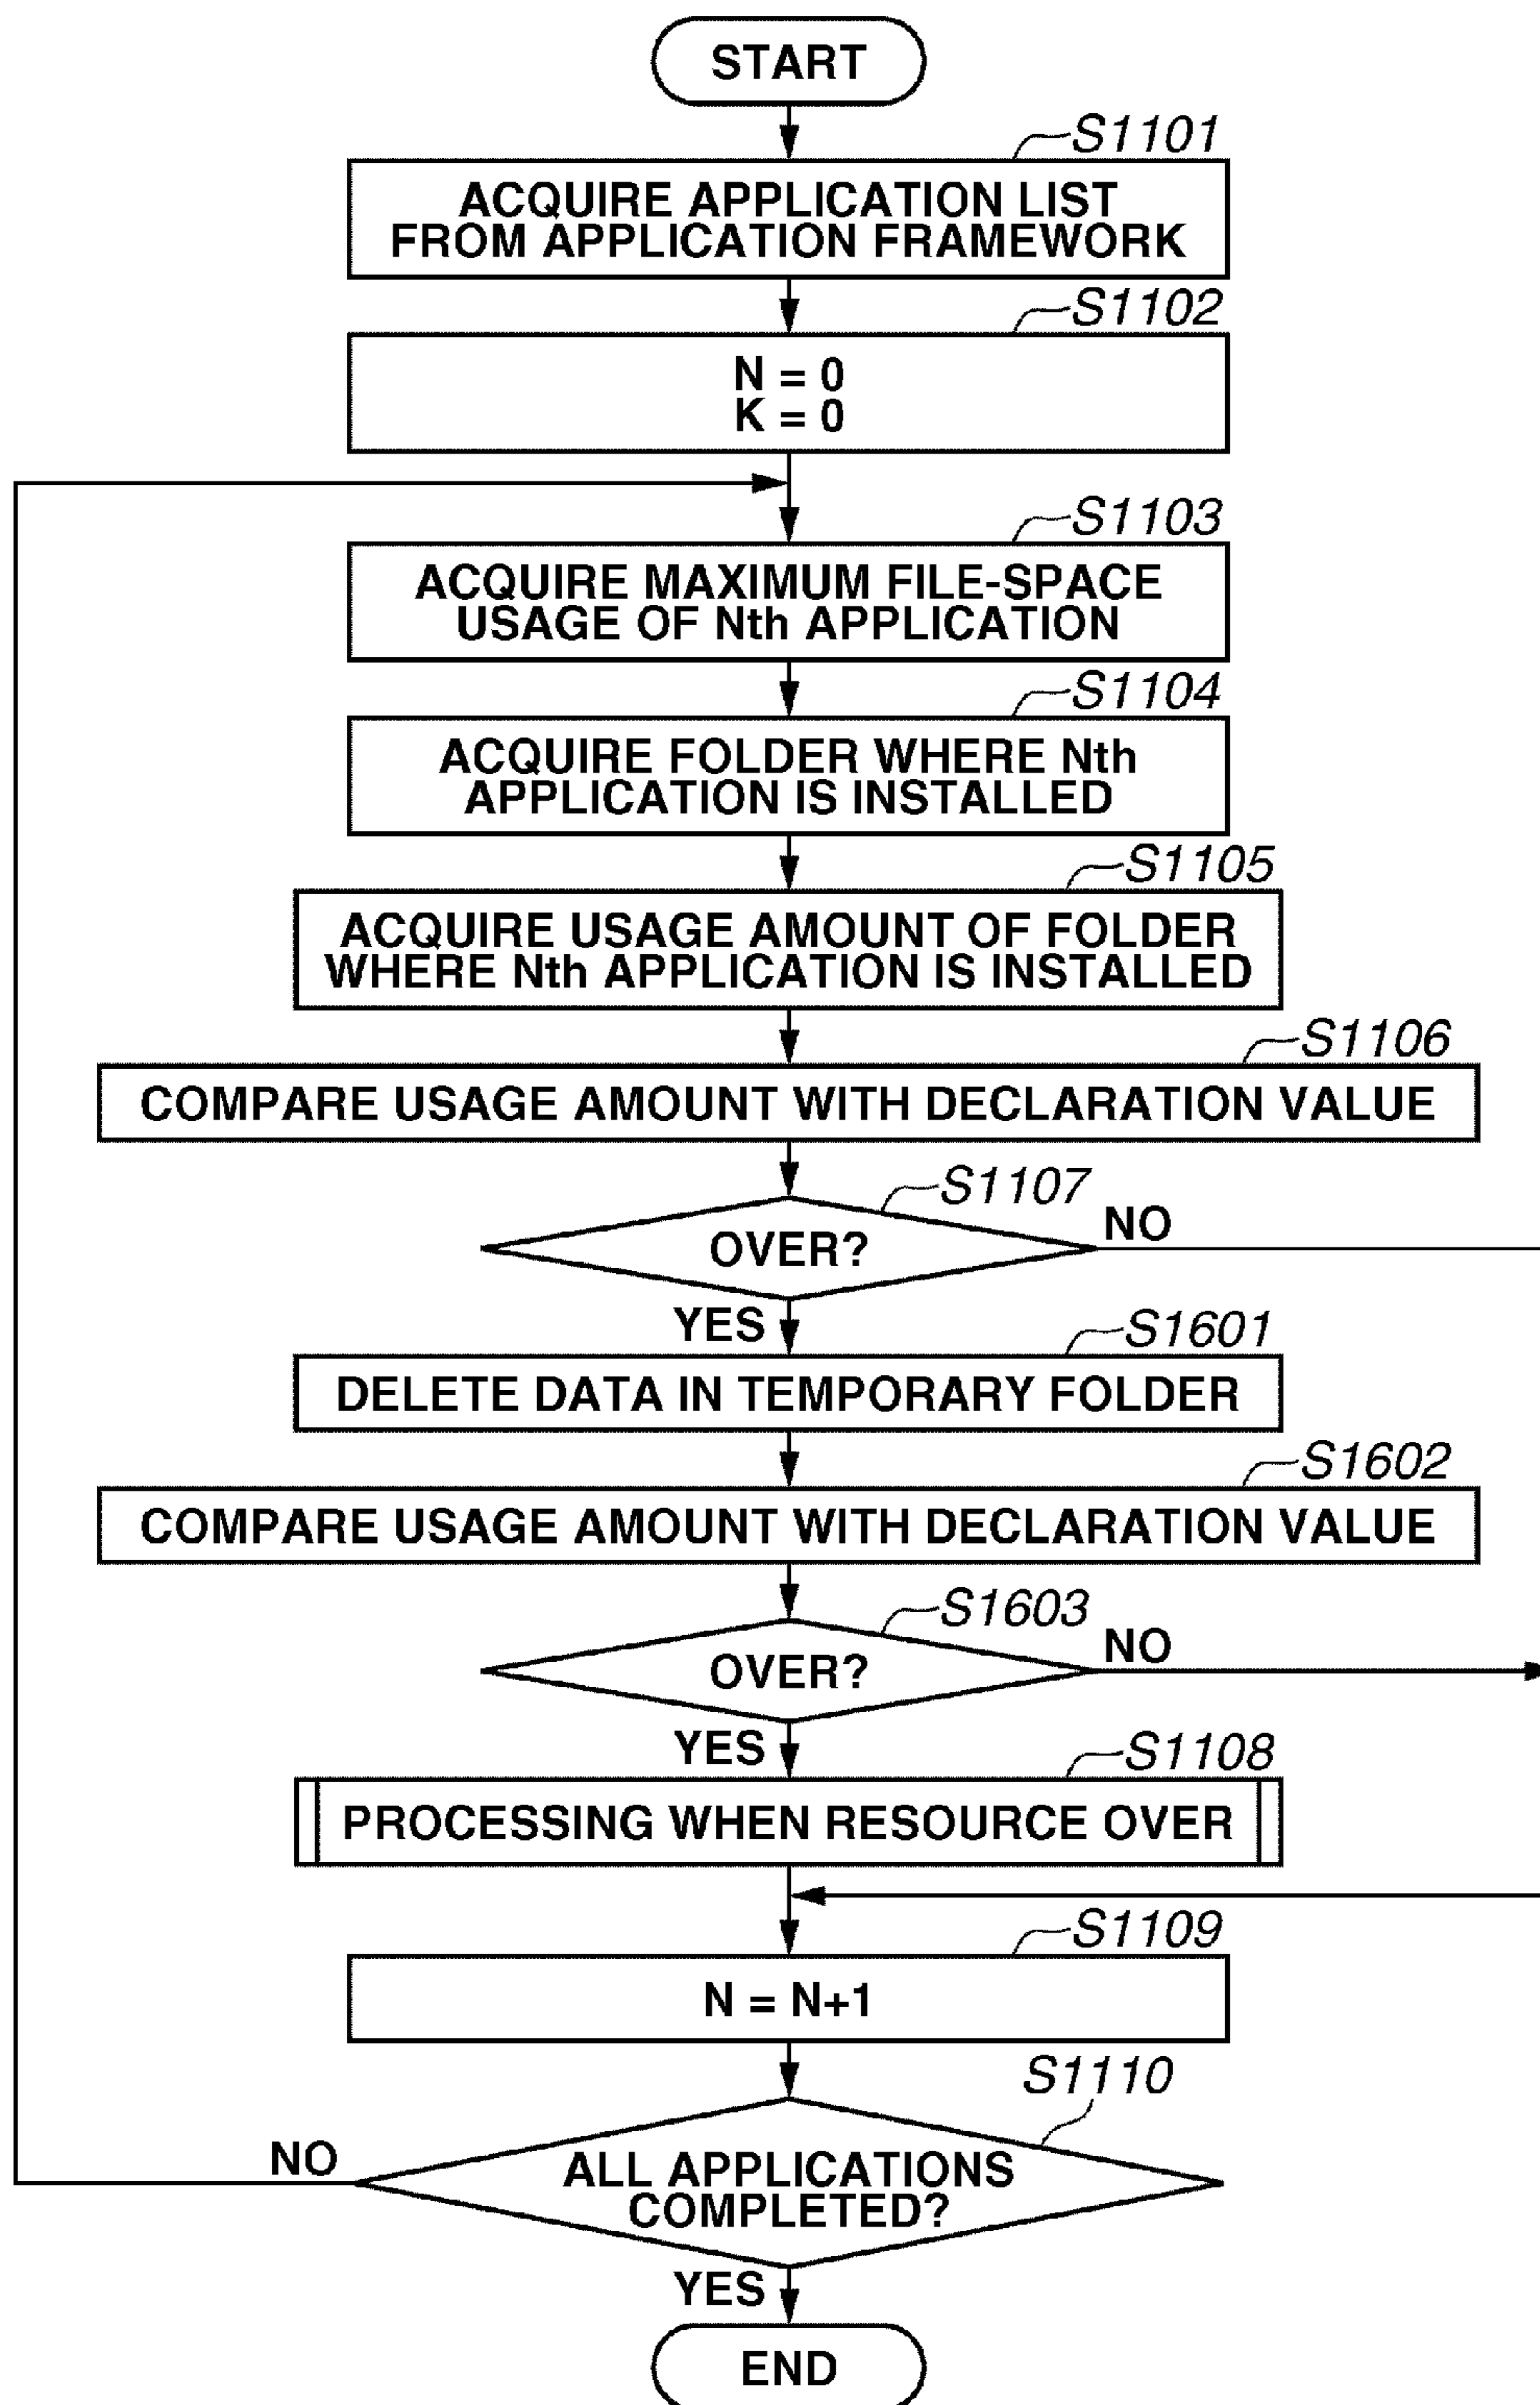 START
S1101
ACQUIRE APPLICATION LIST
FROM APPLICATION FRAMEWORK
S1102
N = 0
K = 0
S1103
ACQUIRE MAXIMUM FILE-SPACE
USAGE OF Nth APPLICATION
S1104
ACQUIRE FOLDER WHERE Nth
APPLICATION IS INSTALLED
S1105
ACQUIRE USAGE AMOUNT OF FOLDER
WHERE Nth APPLICATION IS INSTALLED
S1106
COMPARE USAGE AMOUNT WITH DECLARATION VALUE
S1107
OVER?
NO
YES
S1601
DELETE DATA IN TEMPORARY FOLDER
S1602
COMPARE USAGE AMOUNT WITH DECLARATION VALUE
S1603
OVER?
NO
YES
S1108
PROCESSING WHEN RESOURCE OVER
S1109
N = N+1
S1110
ALL APPLICATIONS
COMPLETED?
NO
YES
END